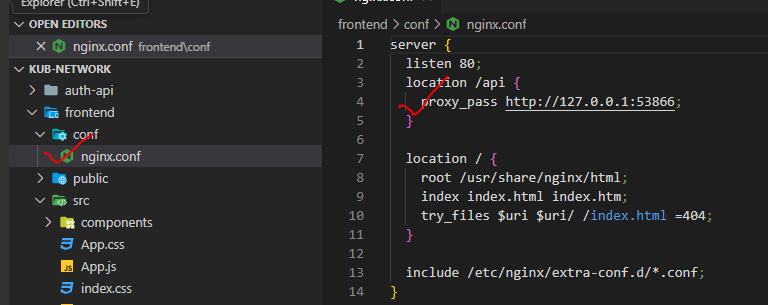 Explorer (Ctrl+Shift+E)
OPEN EDITORS
nginx.conf frontend\conf
KUB-NETWORK
auth-api
frontend
conf
nginx.conf
public
src
components
App.css
App.js
index.css
frontend > conf > nginx.conf
1 server {
2 listen 80;
3 location /api {
4 proxy_pass http://127.0.0.1:53866;
5 }
6
7 location / {
8 root /usr/share/nginx/html;
9 index index.html index.htm;
10 try_files $uri $uri/ /index.html =404;
11 }
12
13 include /etc/nginx/extra-conf.d/*.conf;
14 }